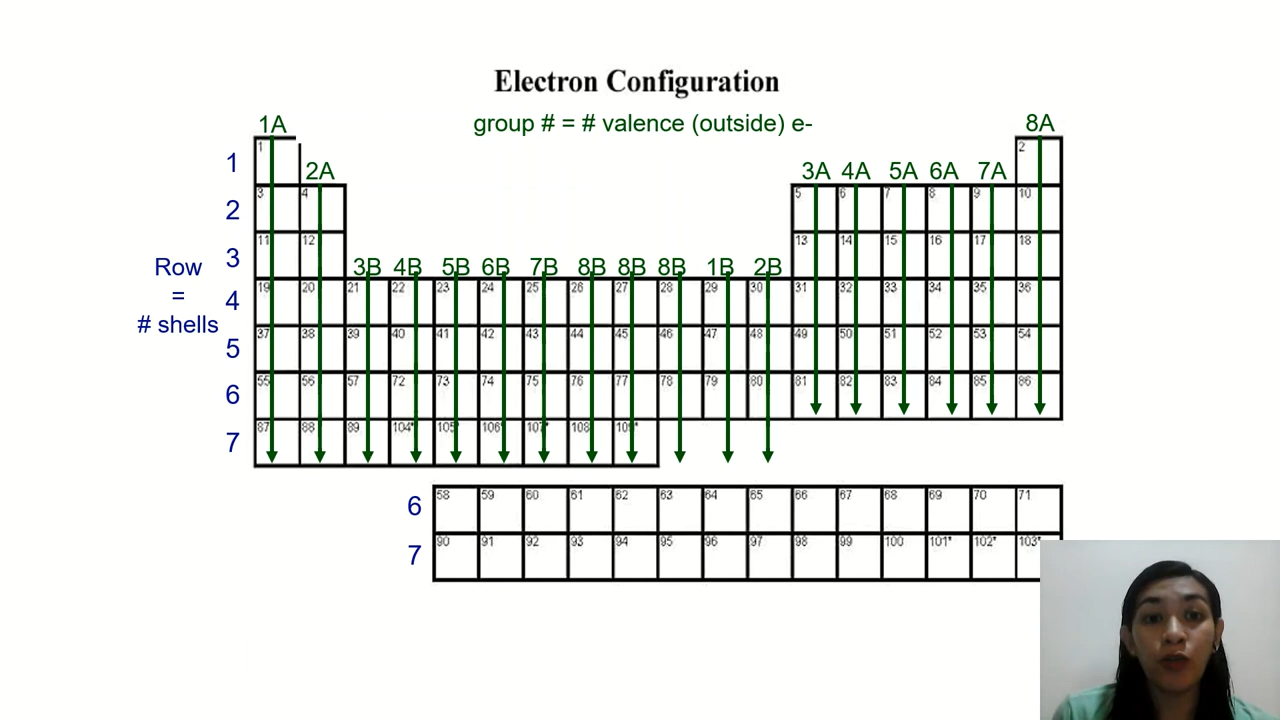 Electron Configuration
group # = # valence (outside) e-
1A 8A
1 1 2
2A 3A 4A 5A 6A 7A
2 3 4 5 6 7 8 9 10
3 11 12 13 14 15 16 17 18
3B 4B 5B 6B 7B 8B 8B 8B 1B 2B
Row
=
# shells
4 19 20 21 22 23 24 25 26 27 28 29 30 31 32 33 34 35 36
5 37 38 39 40 41 42 43 44 45 46 47 48 49 50 51 52 53 54
6 55 56 57 72 73 74 75 76 77 78 79 80 81 82 83 84 85 86
7 87 88 89 104* 105* 106* 107* 108 109*
6 58 59 60 61 62 63 64 65 66 67 68 69 70 71
7 90 91 92 93 94 95 96 97 98 99 100 101* 102* 103*